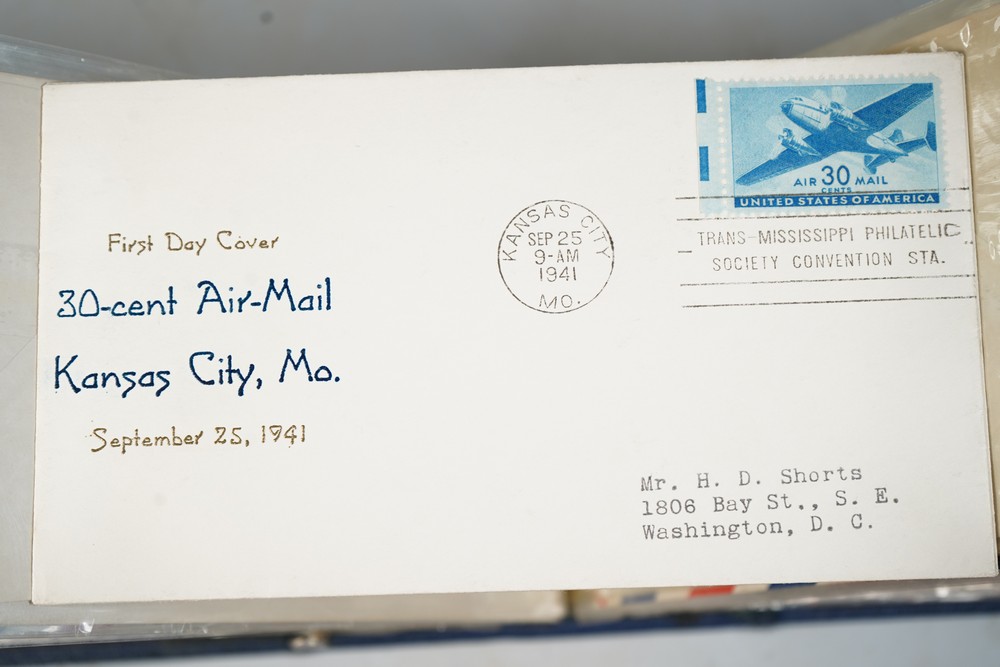 AIR 30 MAIL
CENTS
UNITED STATES OF AMERICA
KANSAS CITY
SEP 25
9-AM
1941
MO.
TRANS-MISSISSIPPI PHILATELIC
SOCIETY CONVENTION STA.
First Day Cover
30-cent Air-Mail
Kansas City, Mo.
September 25, 1941
Mr. H. D. Shorts
1806 Bay St., S. E.
Washington, D. C.